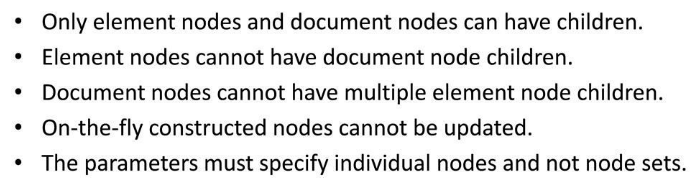 • Only element nodes and document nodes can have children.
• Element nodes cannot have document node children.
• Document nodes cannot have multiple element node children.
• On-the-fly constructed nodes cannot be updated.
• The parameters must specify individual nodes and not node sets.